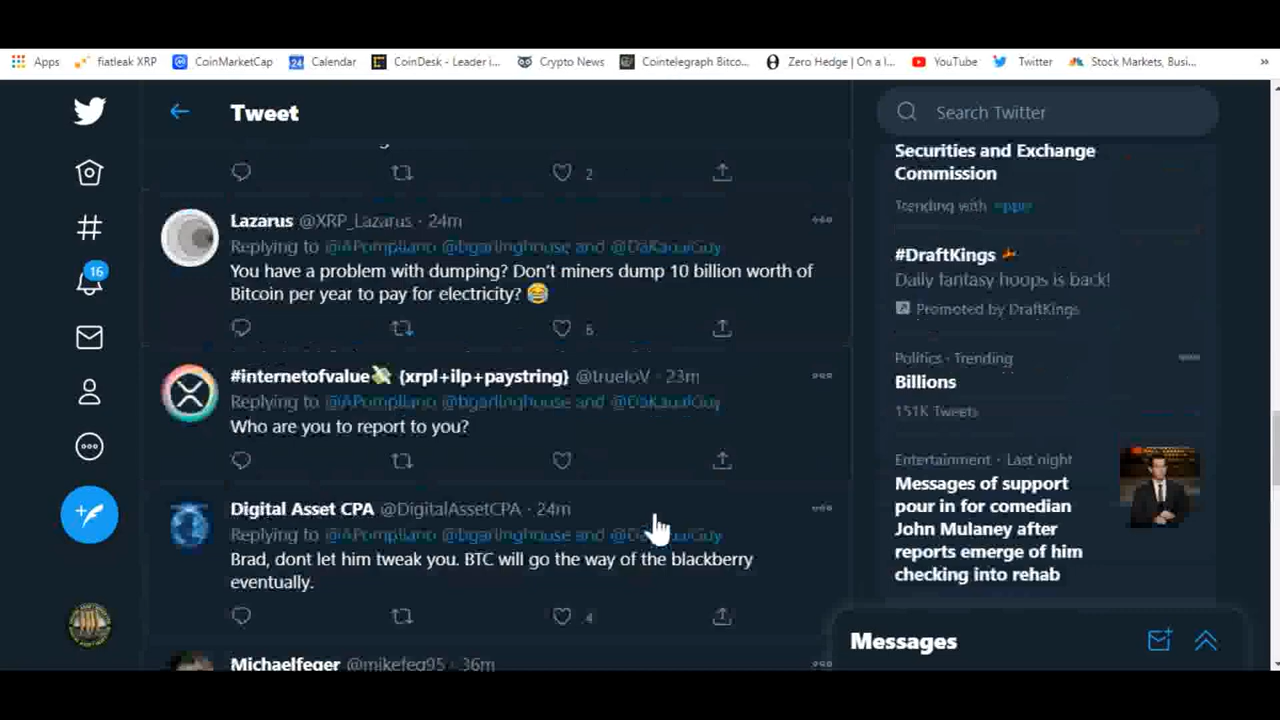 Apps
fiatleak XRP
CoinMarketCap
24
Calendar
CoinDesk - Leader i...
Crypto News
Cointelegraph Bitco...
Zero Hedge | On a l...
YouTube
Twitter
Stock Markets, Busi...
»
Tweet
2
Lazarus @XRP_Lazarus · 24m
Replying to @APompliano @bgarlinghouse and @DaKauaiGuy
You have a problem with dumping? Don't miners dump 10 billion worth of
Bitcoin per year to pay for electricity? 😂
6
#internetofvalue💸 {xrpl+ilp+paystring} @trueIoV · 23m
Replying to @APompliano @bgarlinghouse and @DaKauaiGuy
Who are you to report to you?
Digital Asset CPA @DigitalAssetCPA · 24m
Replying to @APompliano @bgarlinghouse and @DaKauaiGuy
Brad, dont let him tweak you. BTC will go the way of the blackberry
eventually.
4
Michaelfeger @mikefeg95 · 36m
16
Search Twitter
Securities and Exchange
Commission
Trending with
#DraftKings
Daily fantasy hoops is back!
Promoted by DraftKings
Politics · Trending
Billions
151K Tweets
Entertainment · Last night
Messages of support
pour in for comedian
John Mulaney after
reports emerge of him
checking into rehab
Messages